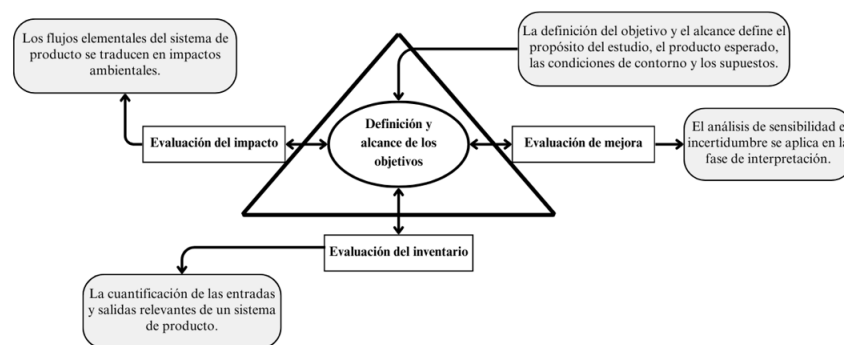 Los flujos elementales del sistema de
producto se traducen en impactos
ambientales.
La definición del objetivo y el alcance define el
propósito del estudio, el producto esperado,
las condiciones de contorno y los supuestos.
Evaluación del impacto
Definición y
alcance de los
objetivos
Evaluación de mejora
El análisis de sensibilidad e
incertidumbre se aplica en la
fase de interpretación.
Evaluación del inventario
La cuantificación de las entradas
y salidas relevantes de un sistema
de producto.